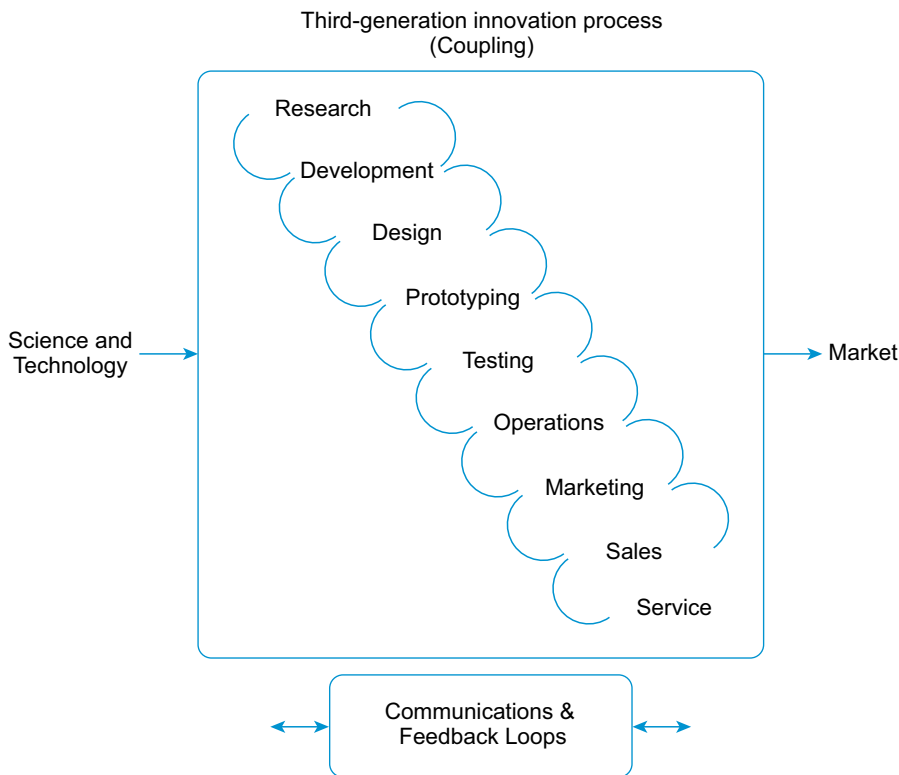 Third-generation innovation process
(Coupling)
Research
Development
Design
Prototyping
Science and
Technology
Testing
Market
Operations
Marketing
Sales
Service
Communications &
Feedback Loops